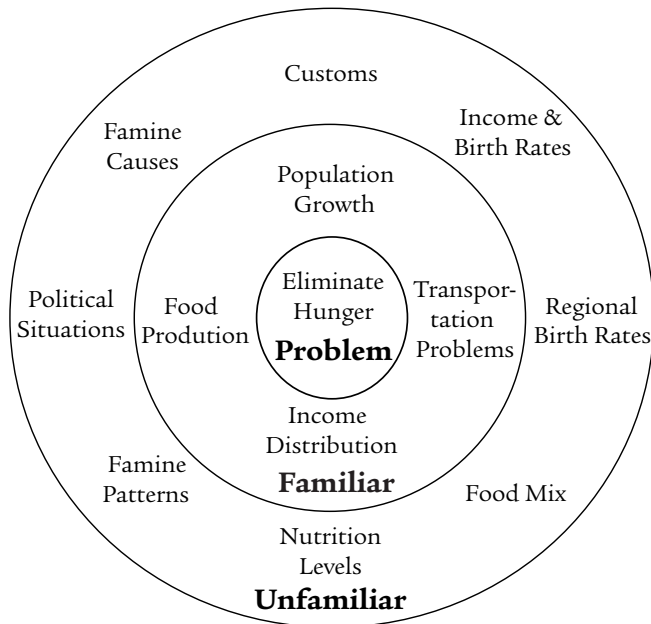 Customs
Famine
Causes
Income &
Birth Rates
Population
Growth
Political
Situations
Food
Prodution
Eliminate
Hunger
Problem
Transpor-
tation
Problems
Regional
Birth Rates
Income
Distribution
Familiar
Famine
Patterns
Food Mix
Nutrition
Levels
Unfamiliar